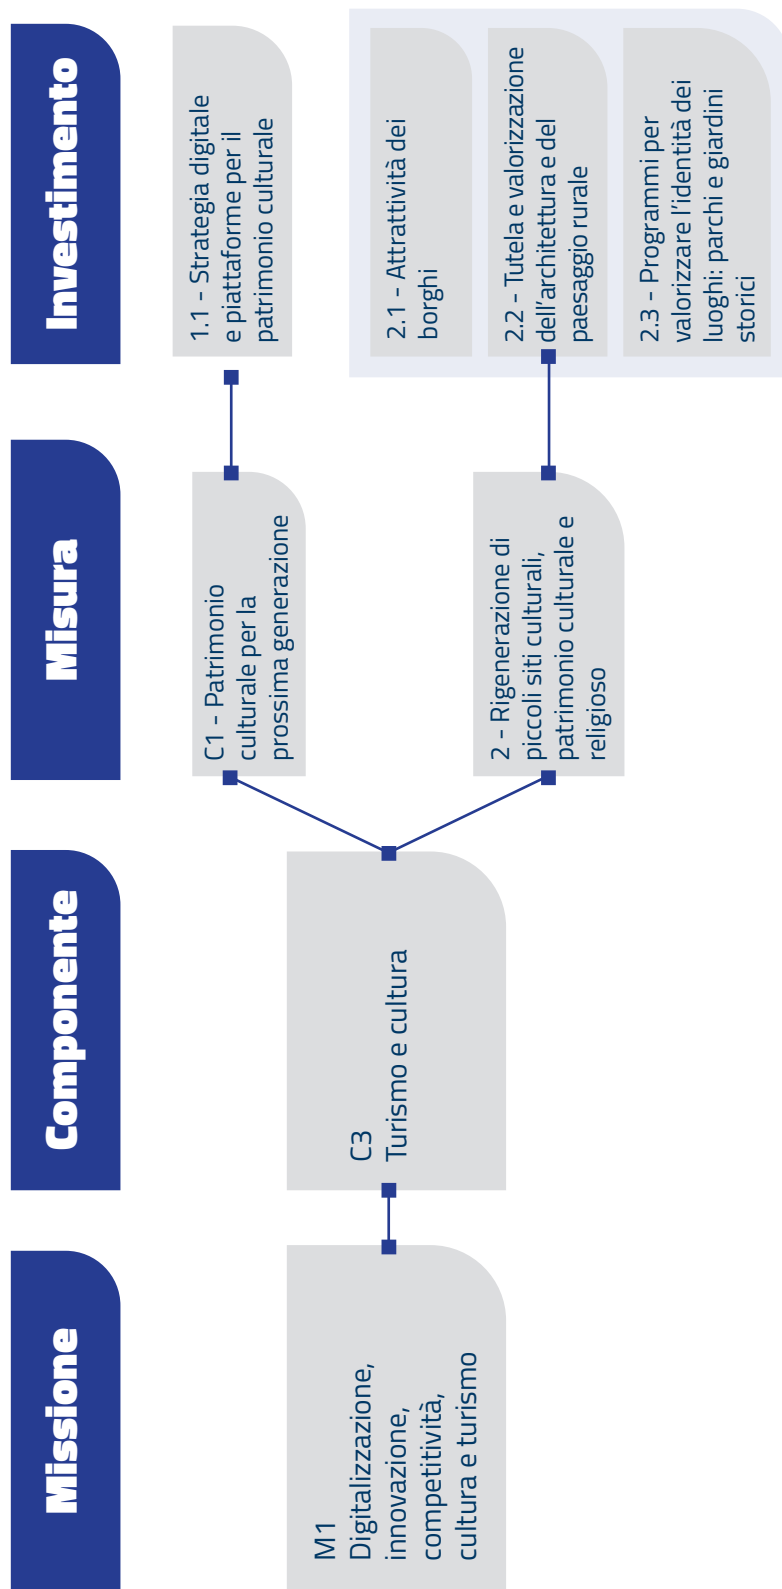 Missione
Componente
Misura
Investimento
M1
Digitalizzazione,
innovazione,
competitività,
cultura e turismo
C3
Turismo e cultura
C1 - Patrimonio
culturale per la
prossima generazione
2 - Rigenerazione di
piccoli siti culturali,
patrimonio culturale e
religioso
1.1 - Strategia digitale
e piattaforme per il
patrimonio culturale
2.1 - Attrattività dei
borghi
2.2 - Tutela e valorizzazione
dell'architettura e del
paesaggio rurale
2.3 - Programmi per
valorizzare l'identità dei
luoghi: parchi e giardini
storici